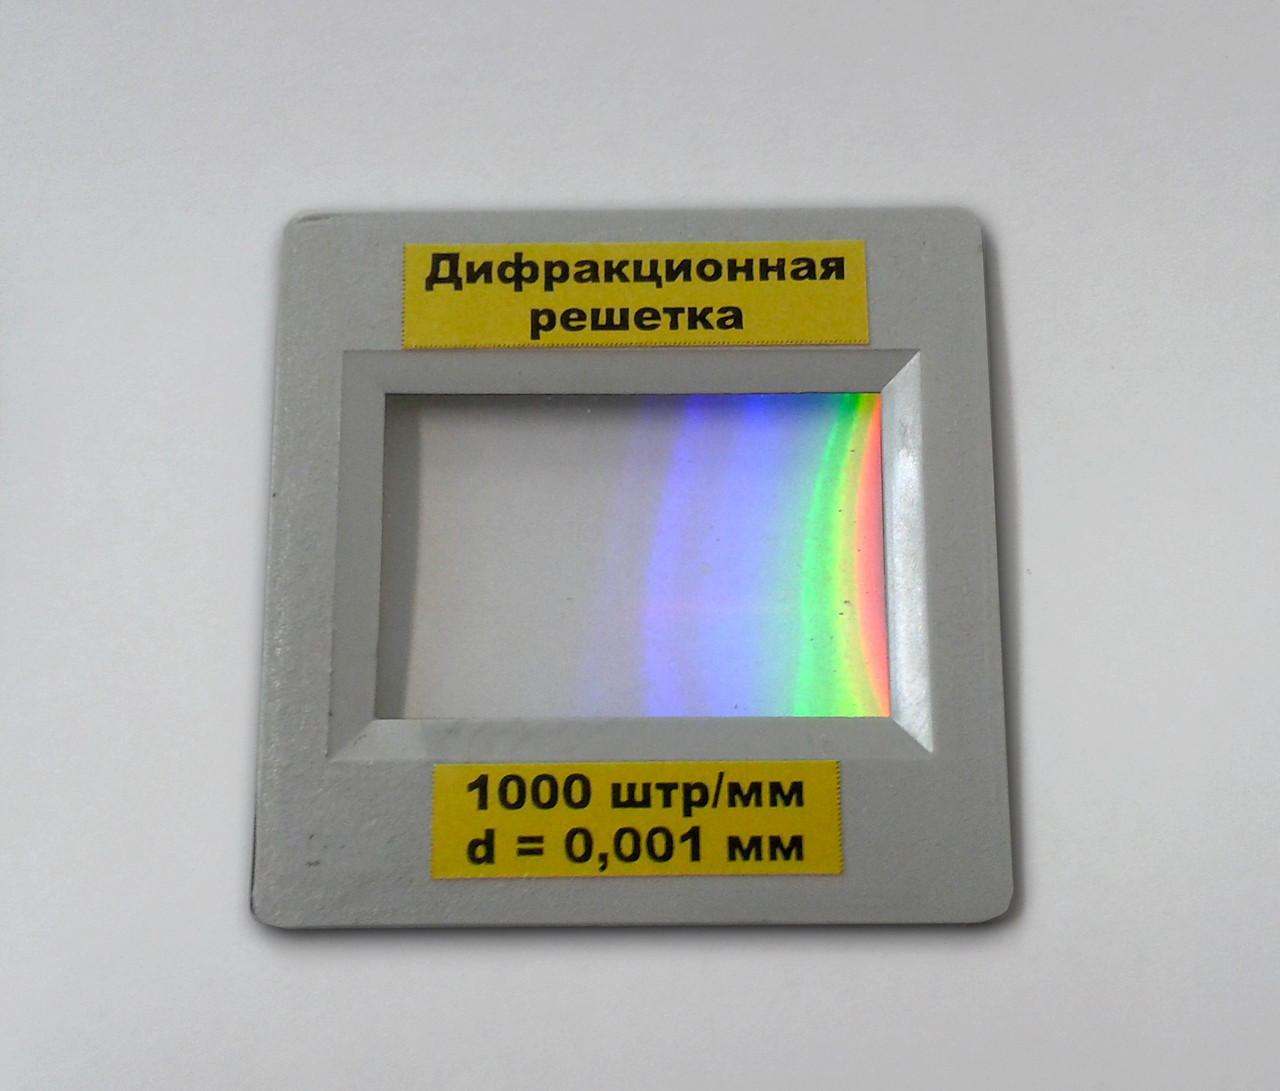 Дифракционная
решетка
1000 штр/мм
d = 0,001 мм